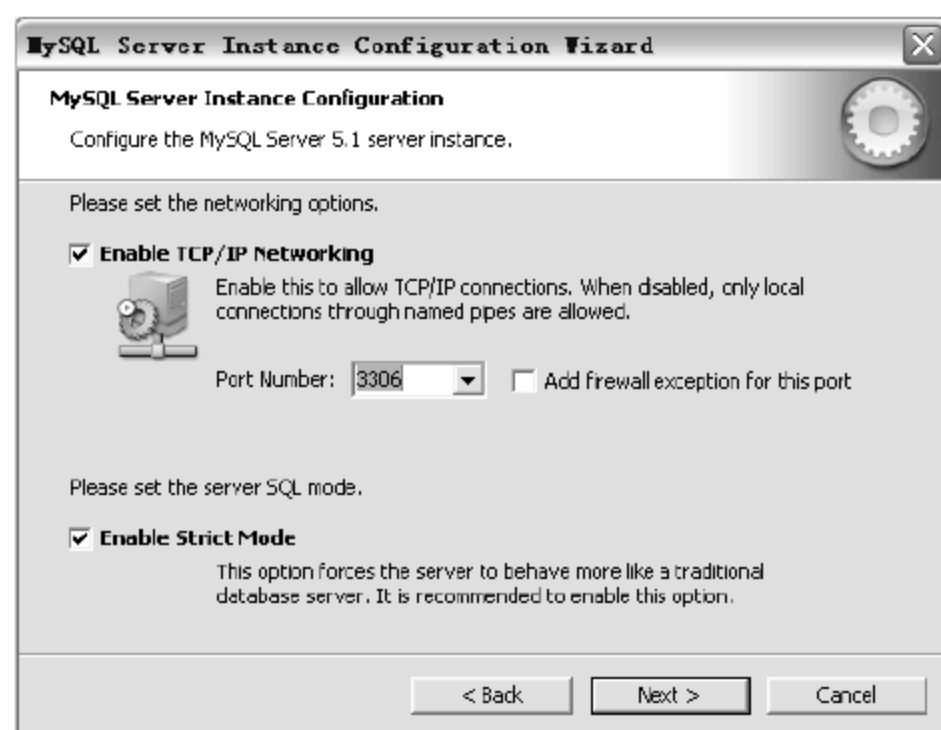 MySQL Server Instance Configuration Wizard
MySQL Server Instance Configuration
Configure the MySQL Server 5.1 server instance.
Please set the networking options.
Enable TCP/IP Networking
Enable this to allow TCP/IP connections. When disabled, only local
connections through named pipes are allowed.
Port Number: 3306 Add firewall exception for this port
Please set the server SQL mode.
Enable Strict Mode
This option forces the server to behave more like a traditional
database server. It is recommended to enable this option.
< Back Next > Cancel